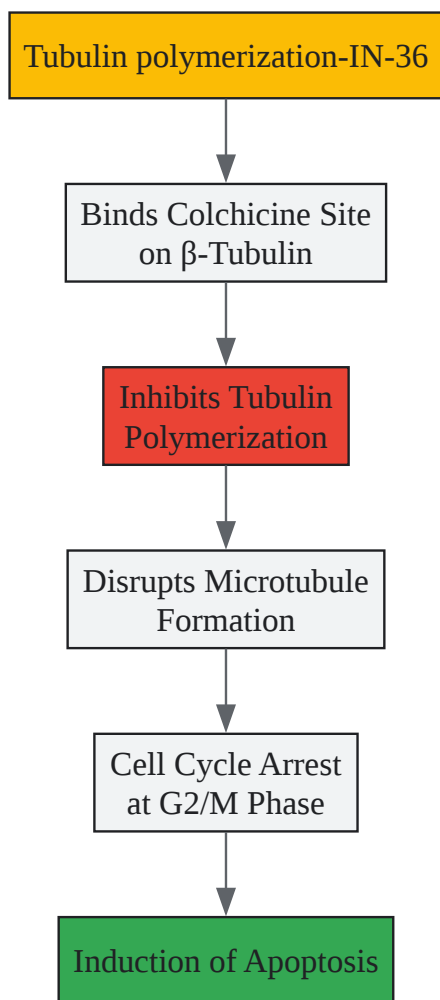 Tubulin polymerization-IN-36
Binds Colchicine Site
on β-Tubulin
Inhibits Tubulin
Polymerization
Disrupts Microtubule
Formation
Cell Cycle Arrest
at G2/M Phase
Induction of Apoptosis